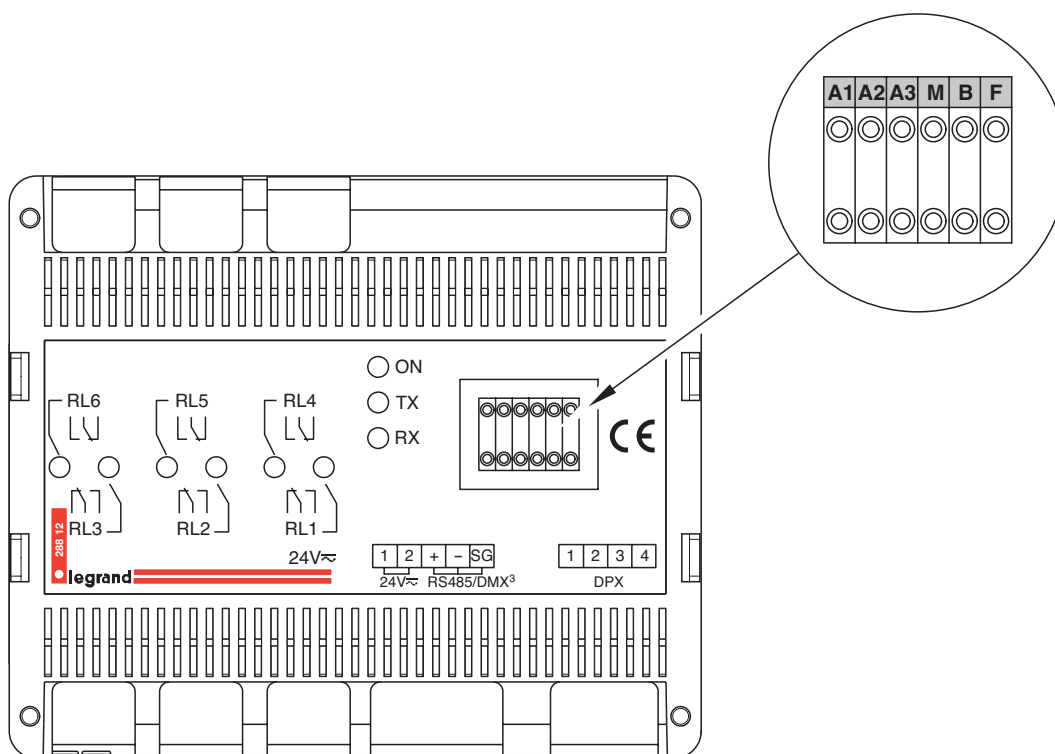 A1 A2 A3 M B F
ON
TX
RX
RL6 RL5 RL4
CE
RL3 RL2 RL1
288 12
legrand
24V⎓
1 2 + – SG
24V⎓ RS485/DMX³
1 2 3 4
DPX